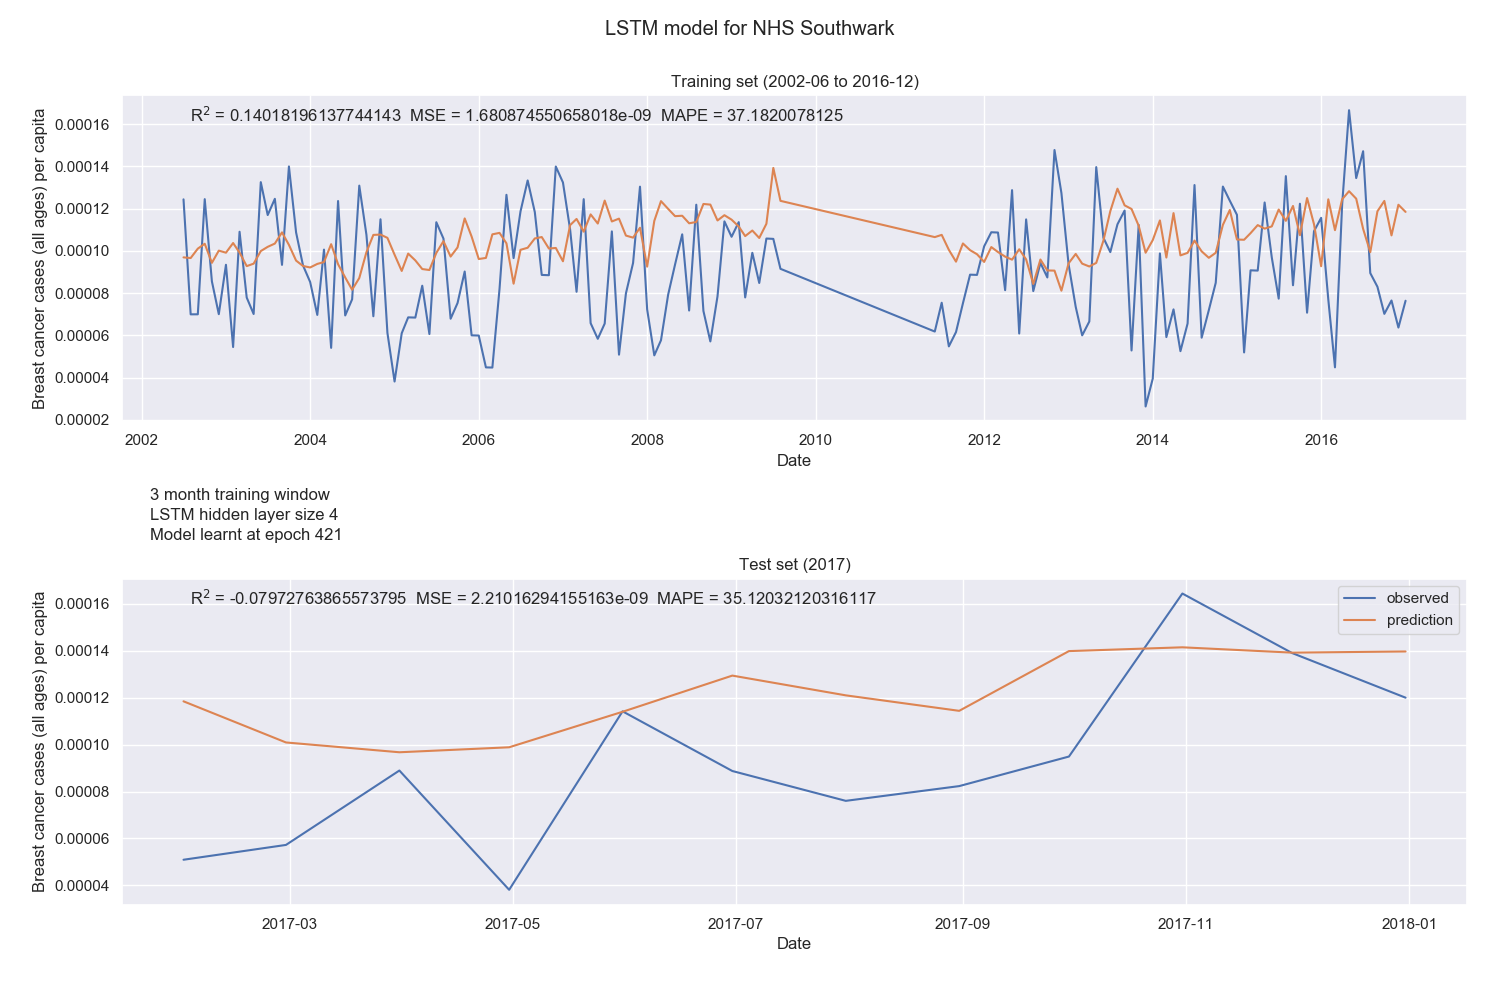 LSTM model for NHS Southwark
Training set (2002-06 to 2016-12)
R² = 0.14018196137744143 MSE = 1.680874550658018e-09 MAPE = 37.1820078125
Breast cancer cases (all ages) per capita
0.00016
0.00014
0.00012
0.00010
0.00008
0.00006
0.00004
0.00002
2002 2004 2006 2008 2010 2012 2014 2016
Date
3 month training window
LSTM hidden layer size 4
Model learnt at epoch 421
Test set (2017)
R² = -0.07972763865573795 MSE = 2.21016294155163e-09 MAPE = 35.12032120316117
observed
prediction
Breast cancer cases (all ages) per capita
0.00016
0.00014
0.00012
0.00010
0.00008
0.00006
0.00004
2017-03 2017-05 2017-07 2017-09 2017-11 2018-01
Date